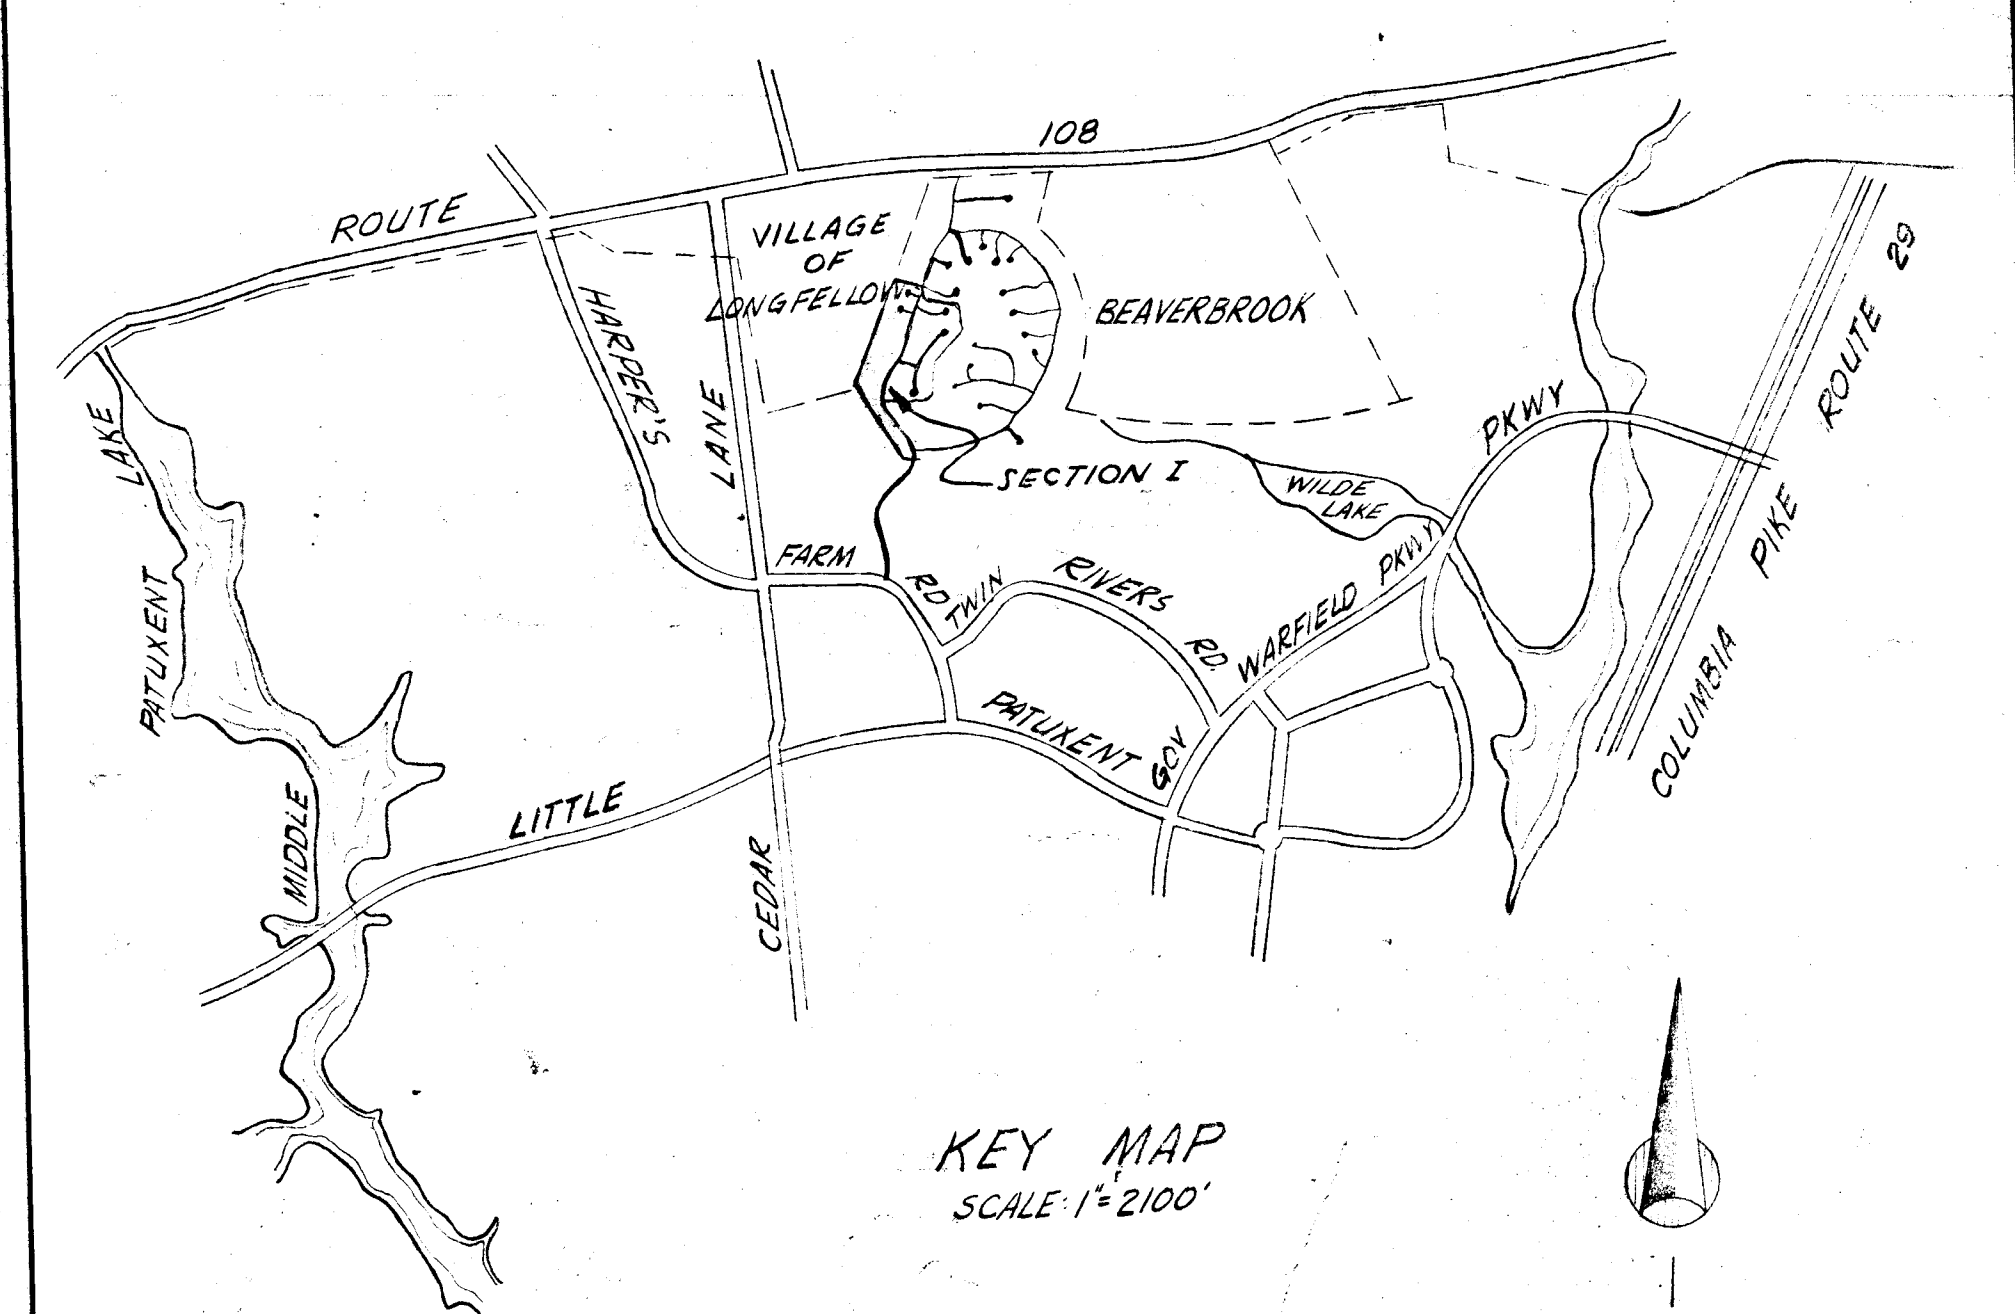 ROUTE 108
VILLAGE
OF
LONGFELLOW
BEAVERBROOK
HARPER'S
CEDAR LANE
SECTION I
WILDE
LAKE
FARM RD
TWIN RIVERS RD.
GOV WARFIELD PKWY
PKWY
LITTLE PATUXENT
MIDDLE PATUXENT LAKE
COLUMBIA PIKE ROUTE 29
KEY MAP
SCALE: 1"=2100'